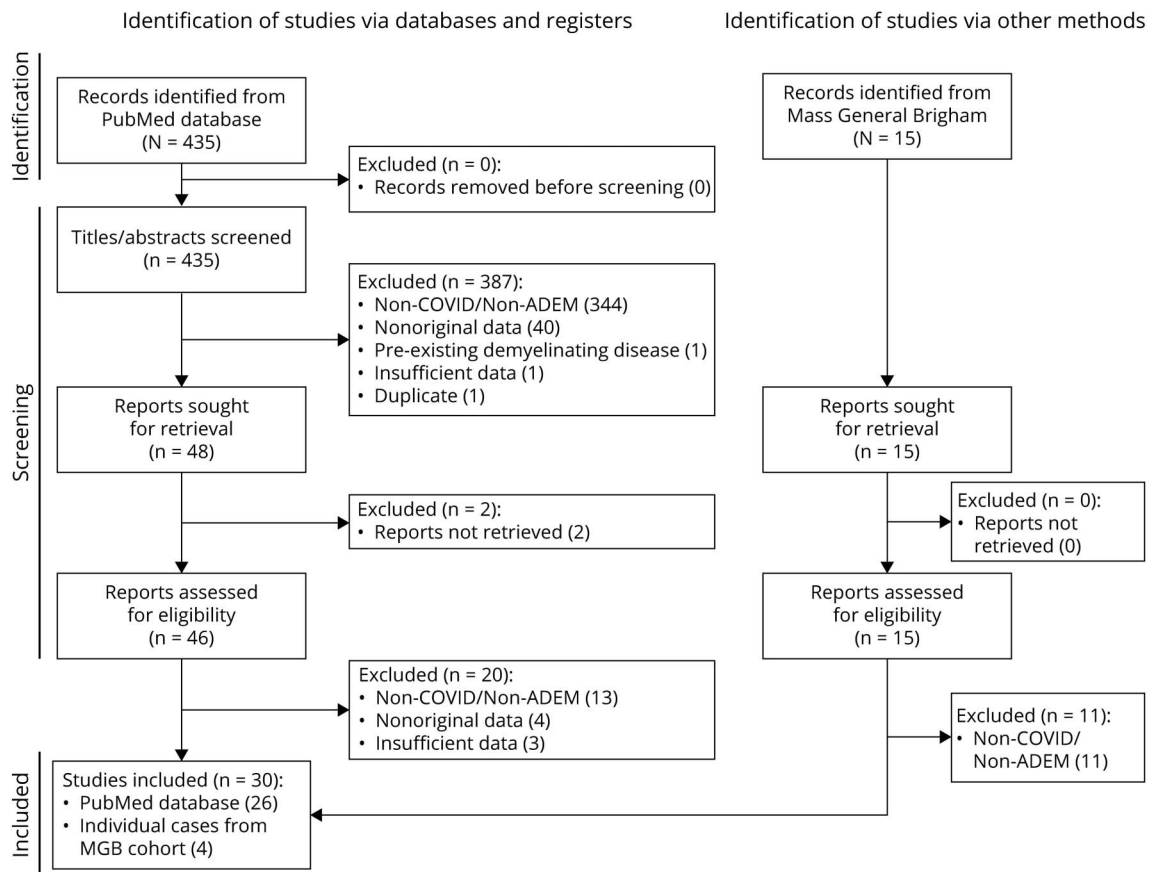 Identification of studies via databases and registers
Identification of studies via other methods
Identification
Records identified from
PubMed database
(N = 435)
Records identified from
Mass General Brigham
(N = 15)
Excluded (n = 0):
• Records removed before screening (0)
Screening
Titles/abstracts screened
(n = 435)
Excluded (n = 387):
• Non-COVID/Non-ADEM (344)
• Nonoriginal data (40)
• Pre-existing demyelinating disease (1)
• Insufficient data (1)
• Duplicate (1)
Reports sought
for retrieval
(n = 48)
Reports sought
for retrieval
(n = 15)
Excluded (n = 2):
• Reports not retrieved (2)
Excluded (n = 0):
• Reports not
retrieved (0)
Reports assessed
for eligibility
(n = 46)
Reports assessed
for eligibility
(n = 15)
Excluded (n = 20):
• Non-COVID/Non-ADEM (13)
• Nonoriginal data (4)
• Insufficient data (3)
Excluded (n = 11):
• Non-COVID/
Non-ADEM (11)
Included
Studies included (n = 30):
• PubMed database (26)
• Individual cases from
MGB cohort (4)